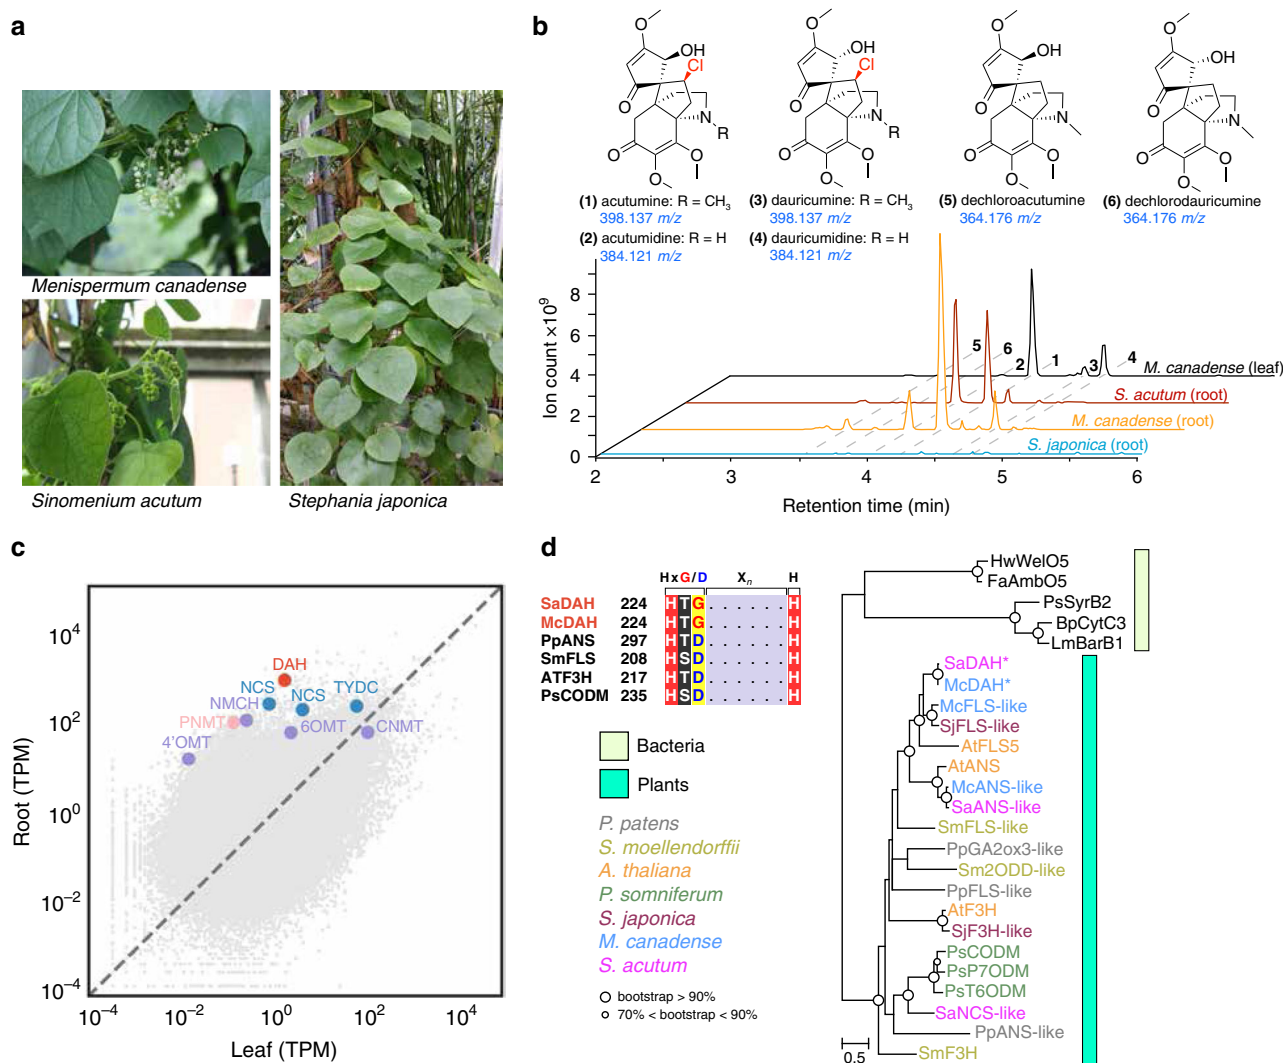 a
Menispermum canadense
Sinomenium acutum
Stephania japonica
b
O
OH
Cl
O
N
R
O
O
O
O
OH
Cl
O
N
R
O
O
O
O
OH
O
N
O
O
O
O
OH
O
N
O
O
O
(1) acutumine: R = CH3
398.137 m/z
(2) acutumidine: R = H
384.121 m/z
(3) dauricumine: R = CH3
398.137 m/z
(4) dauricumidine: R = H
384.121 m/z
(5) dechloroacutumine
364.176 m/z
(6) dechlorodauricumine
364.176 m/z
Ion count ×10^9
8
6
4
2
0
5
6
2
1
3
4
M. canadense (leaf)
S. acutum (root)
M. canadense (root)
S. japonica (root)
2
3
4
5
6
Retention time (min)
c
Root (TPM)
10^4
10^2
10^0
10^−2
10^−4
DAH
NCS
NCS
TYDC
NMCH
PNMT
6OMT
CNMT
4’OMT
10^−4
10^−2
10^0
10^2
10^4
Leaf (TPM)
d
H x G / D Xn H
SaDAH 224 H T G . . . . . . H
McDAH 224 H T G . . . . . . H
PpANS 297 H T D . . . . . . H
SmFLS 208 H S D . . . . . . H
ATF3H 217 H T D . . . . . . H
PsCODM 235 H S D . . . . . . H
Bacteria
Plants
P. patens
S. moellendorffii
A. thaliana
P. somniferum
S. japonica
M. canadense
S. acutum
bootstrap > 90%
70% < bootstrap < 90%
HwWelO5
FaAmbO5
PsSyrB2
BpCytC3
LmBarB1
SaDAH*
McDAH*
McFLS-like
SjFLS-like
AtFLS5
AtANS
McANS-like
SaANS-like
SmFLS-like
PpGA2ox3-like
Sm2ODD-like
PpFLS-like
AtF3H
SjF3H-like
PsCODM
PsP7ODM
PsT6ODM
SaNCS-like
PpANS-like
SmF3H
0.5